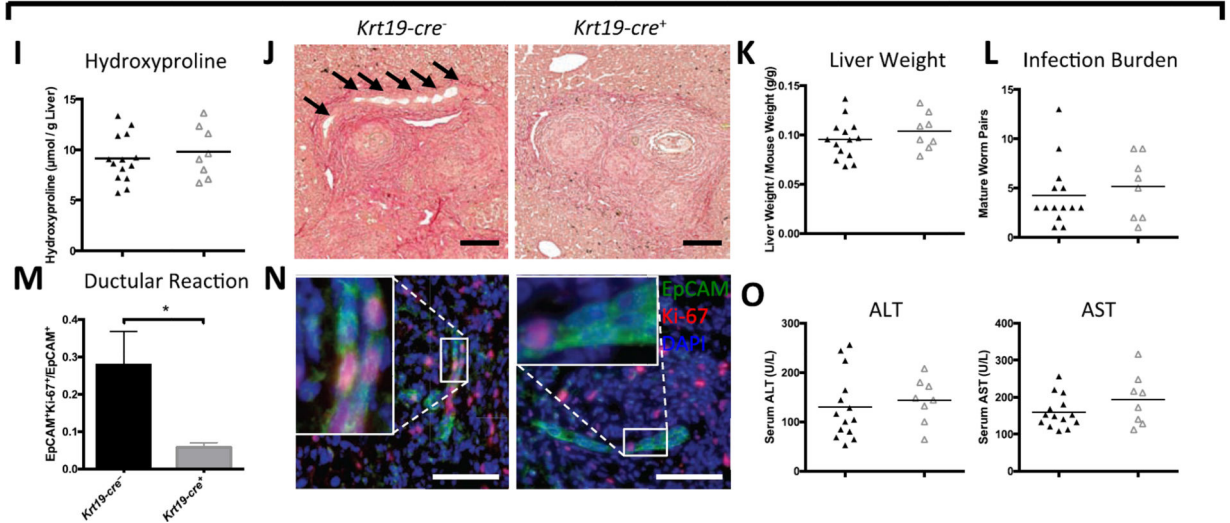 Krt19-cre⁻
Krt19-cre⁺
I
Hydroxyproline
Hydroxyproline (µmol / g Liver)
15
10
5
0
J
K
Liver Weight
Liver Weight / Mouse Weight (g/g)
0.15
0.10
0.05
0.00
L
Infection Burden
Mature Worm Pairs
15
10
5
0
M
Ductular Reaction
EpCAM⁺Ki-67⁺/EpCAM⁺
0.4
0.3
0.2
0.1
0.0
*
Krt19-cre⁻
Krt19-cre⁺
N
EpCAM
Ki-67
DAPI
O
ALT
Serum ALT (U/L)
300
200
100
0
AST
Serum AST (U/L)
400
300
200
100
0